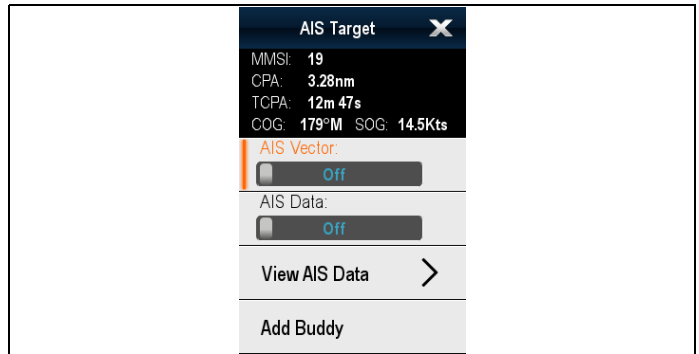 AIS Target
MMSI: 19
CPA: 3.28nm
TCPA: 12m 47s
COG: 179°M SOG: 14.5Kts
AIS Vector:
Off
AIS Data:
Off
View AIS Data
Add Buddy